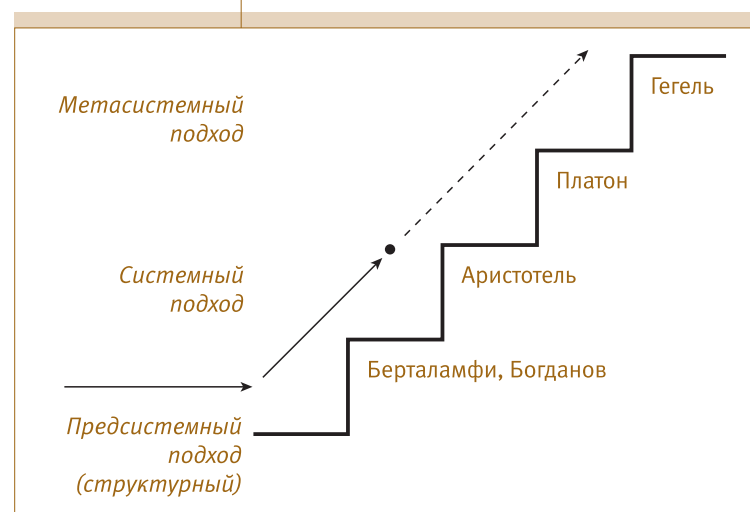 Гегель
Метасистемный
подход
Платон
Системный
подход
Аристотель
Берталамфи, Богданов
Предсистемный
подход
(структурный)